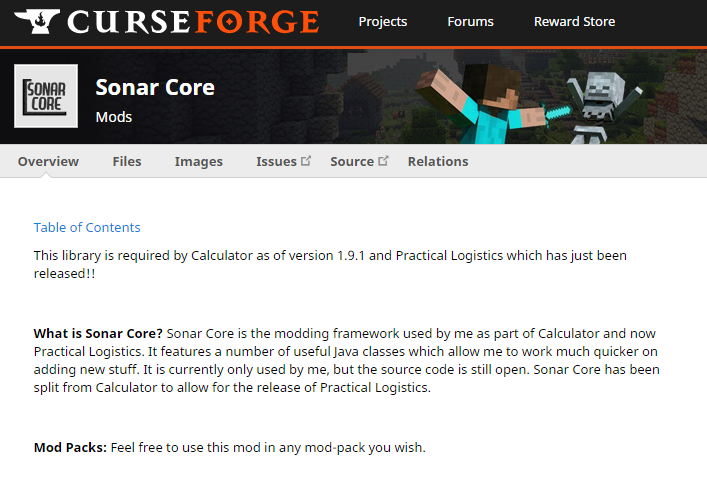 CURSEFORGE Projects Forums Reward Store
SONAR
CORE
Sonar Core
Mods
Overview Files Images Issues Source Relations
Table of Contents
This library is required by Calculator as of version 1.9.1 and Practical Logistics which has just been
released!!
What is Sonar Core? Sonar Core is the modding framework used by me as part of Calculator and now
Practical Logistics. It features a number of useful Java classes which allow me to work much quicker on
adding new stuff. It is currently only used by me, but the source code is still open. Sonar Core has been
split from Calculator to allow for the release of Practical Logistics.
Mod Packs: Feel free to use this mod in any mod-pack you wish.